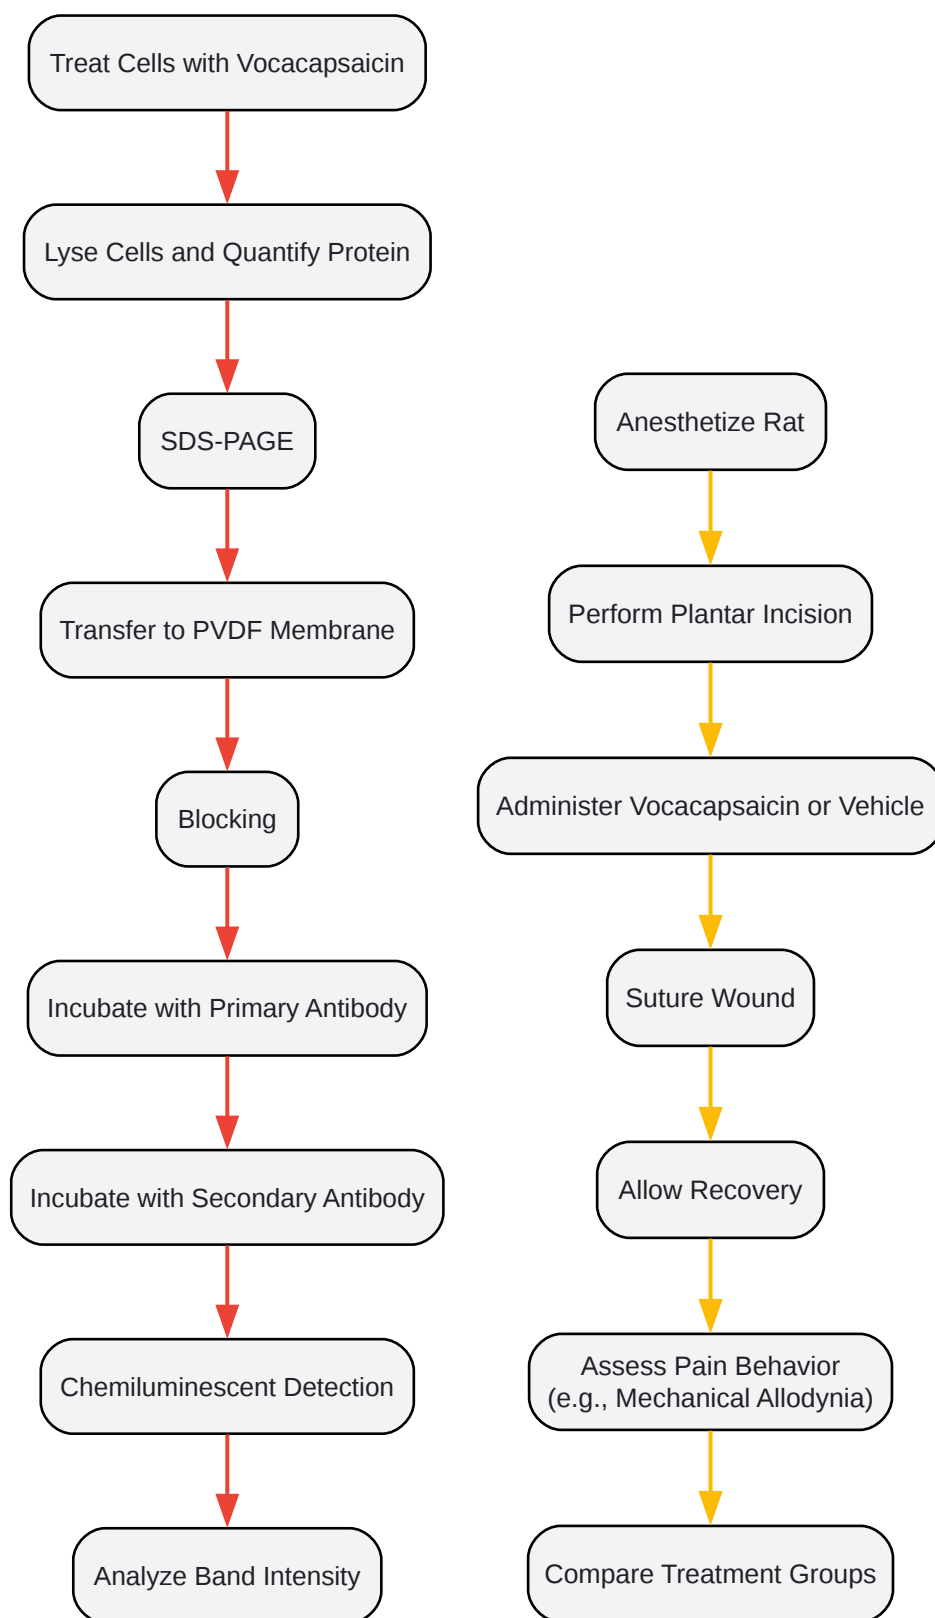 Treat Cells with Vocacapsaicin
Lyse Cells and Quantify Protein
SDS-PAGE
Transfer to PVDF Membrane
Blocking
Incubate with Primary Antibody
Incubate with Secondary Antibody
Chemiluminescent Detection
Analyze Band Intensity
Anesthetize Rat
Perform Plantar Incision
Administer Vocacapsaicin or Vehicle
Suture Wound
Allow Recovery
Assess Pain Behavior
(e.g., Mechanical Allodynia)
Compare Treatment Groups